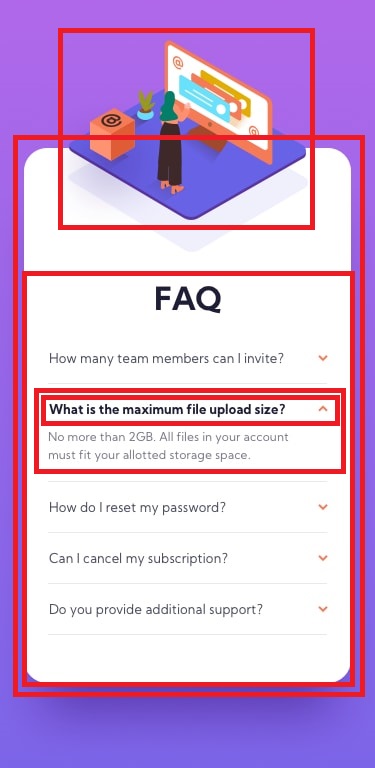 FAQ
How many team members can I invite?
What is the maximum file upload size?
No more than 2GB. All files in your account
must fit your allotted storage space.
How do I reset my password?
Can I cancel my subscription?
Do you provide additional support?